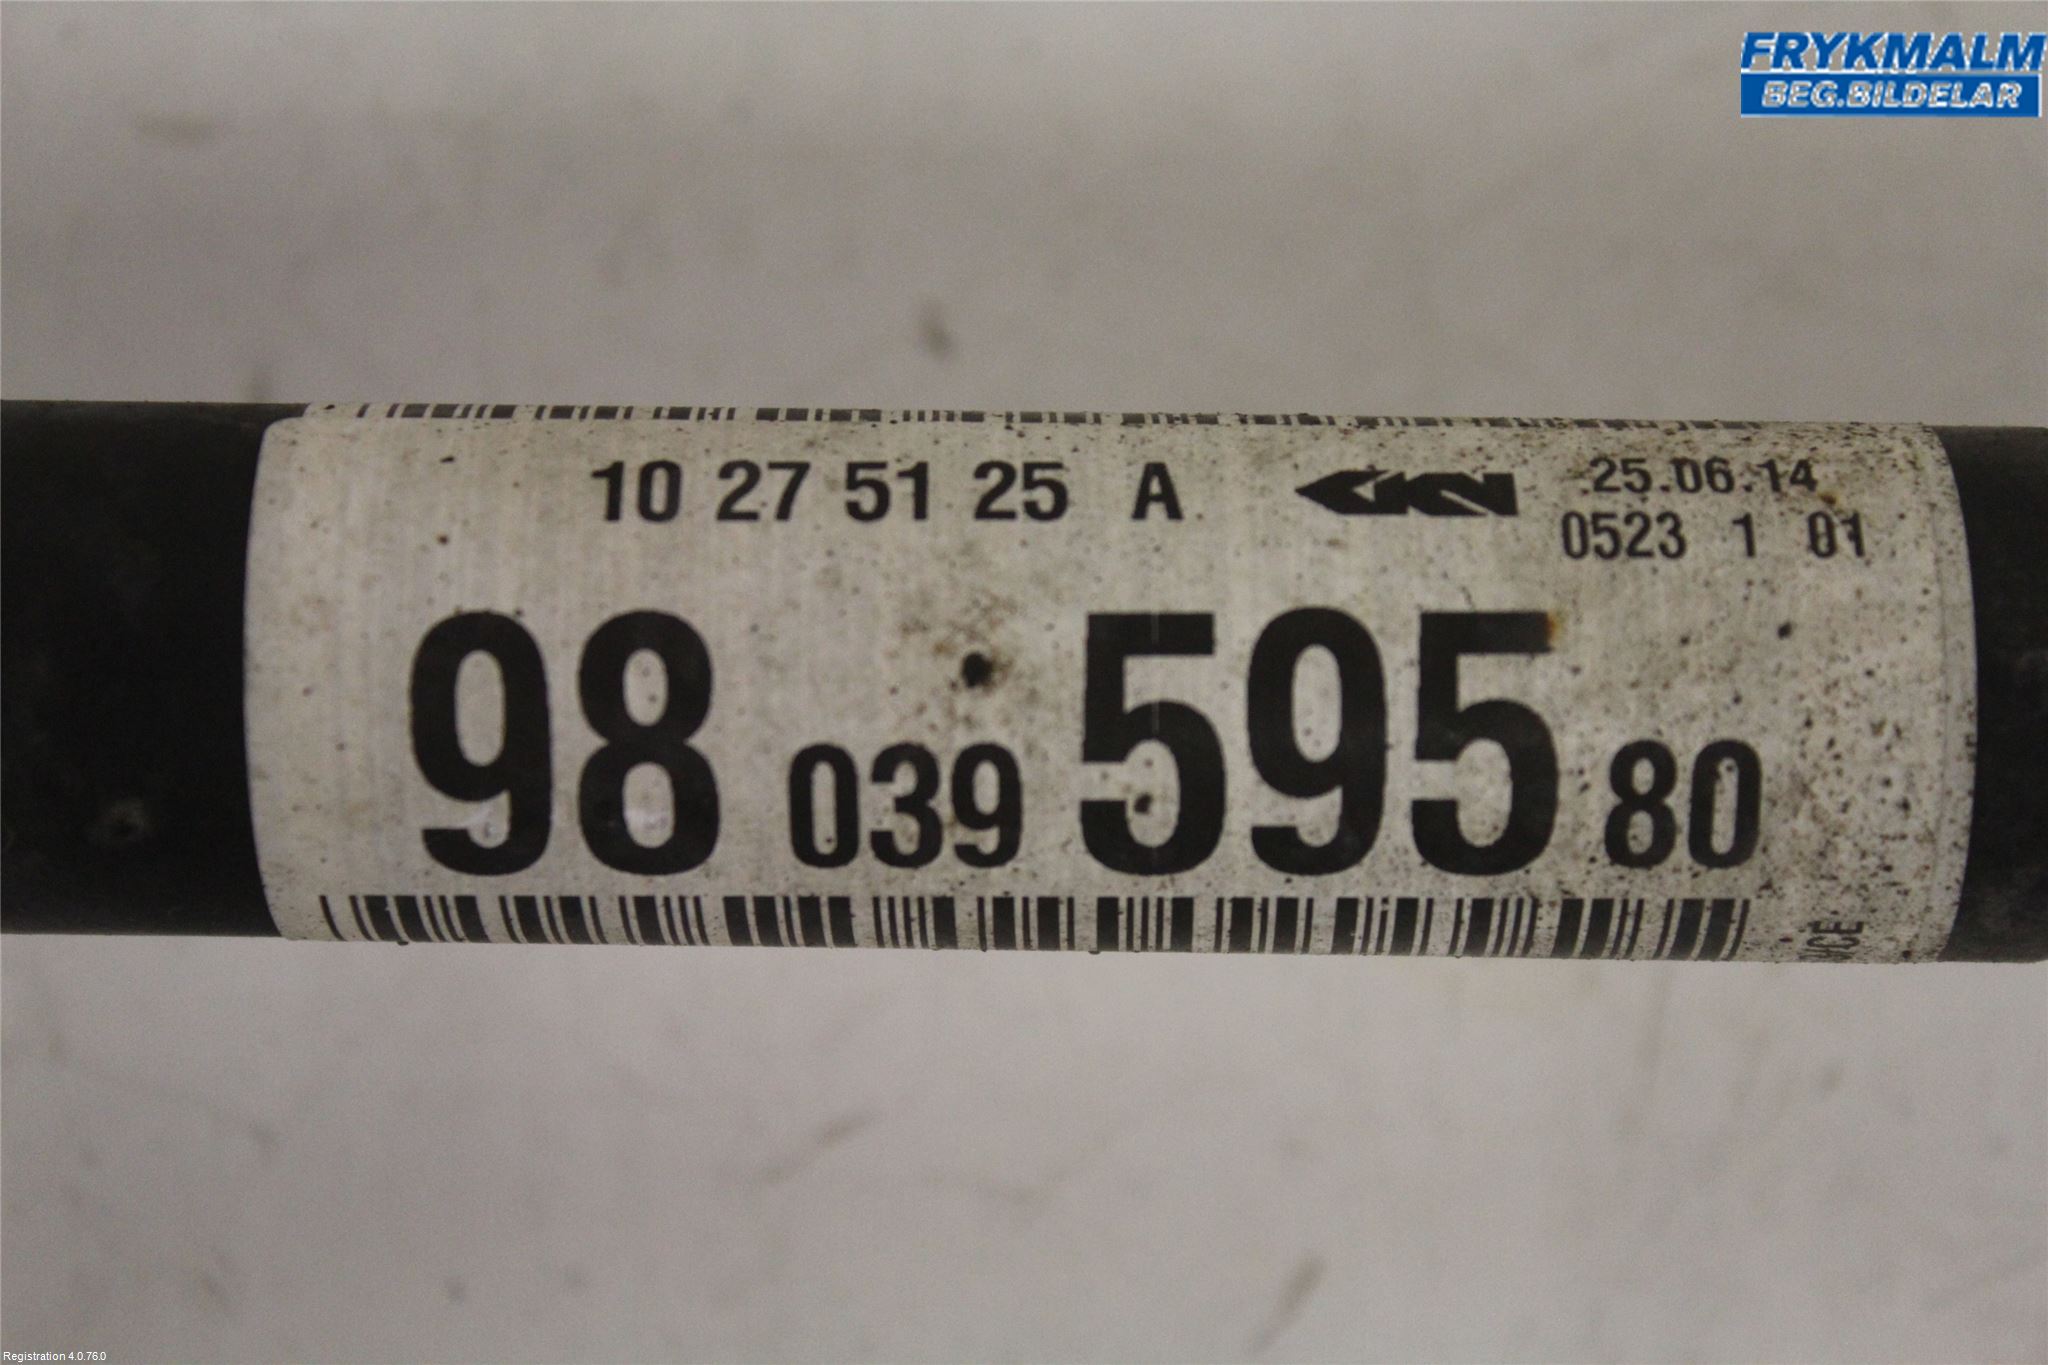 FRYKMALM
BEG.BILDELAR
10 27 51 25 A GKN 25.06.14
0523 1 01
98 039 595 80
Registration 4.0.76.0